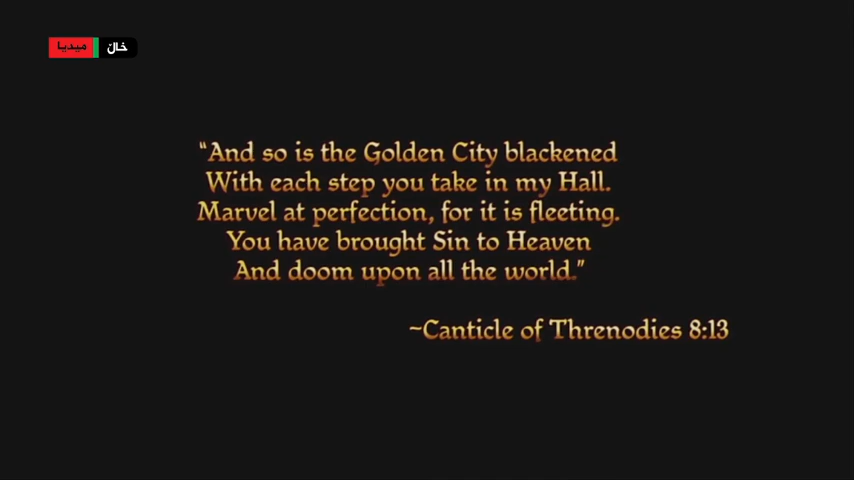 خاڵ میدیا
“And so is the Golden City blackened
With each step you take in my Hall.
Marvel at perfection, for it is fleeting.
You have brought Sin to Heaven
And doom upon all the world.”
~Canticle of Threnodies 8:13